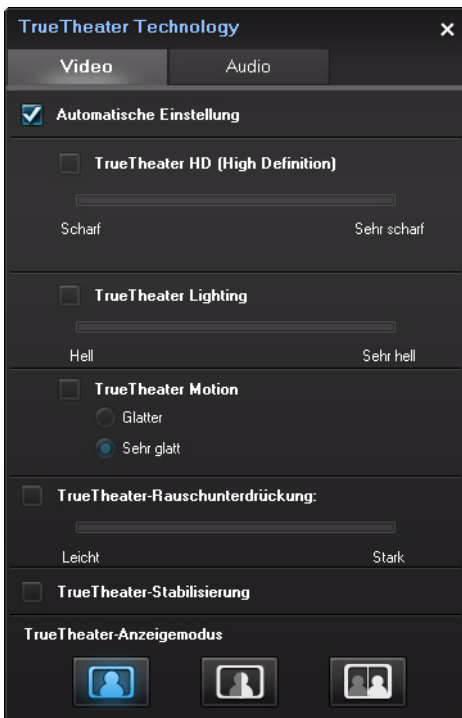 TrueTheater Technology
Video Audio
Automatische Einstellung
TrueTheater HD (High Definition)
Scharf Sehr scharf
TrueTheater Lighting
Hell Sehr hell
TrueTheater Motion
Glatter
Sehr glatt
TrueTheater-Rauschunterdrückung:
Leicht Stark
TrueTheater-Stabilisierung
TrueTheater-Anzeigemodus